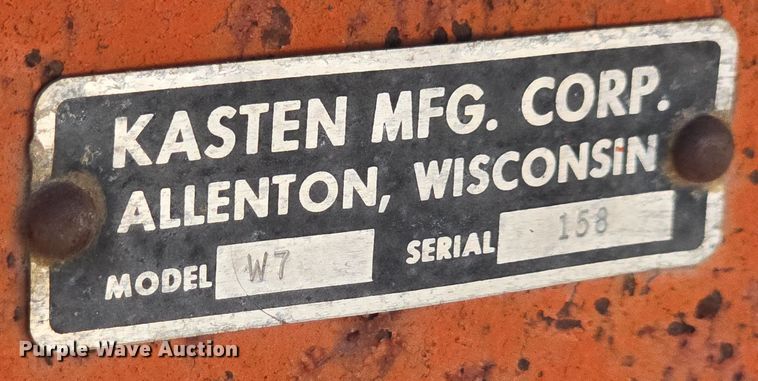 KASTEN MFG. CORP.
ALLENTON, WISCONSIN
MODEL W7 SERIAL 158
Purple Wave Auction